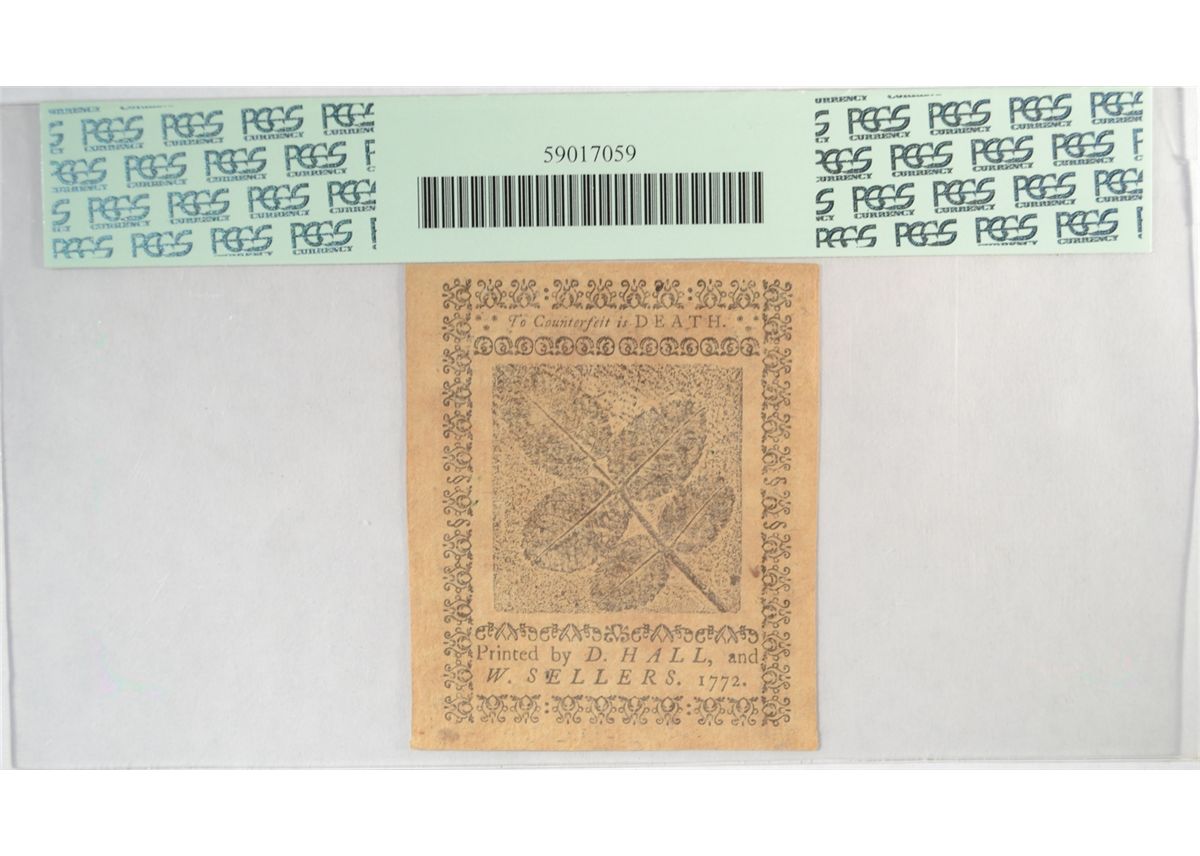 PCGS CURRENCY
59017059
To Counterfeit is DEATH.
Printed by D. HALL, and
W. SELLERS. 1772.